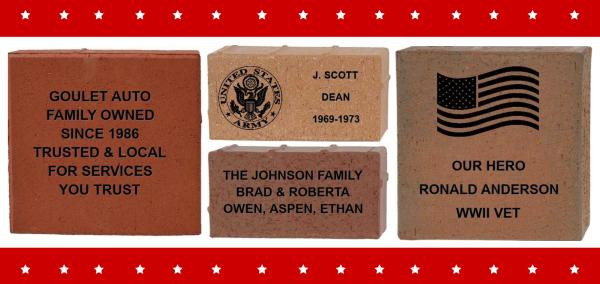 GOULET AUTO
FAMILY OWNED
SINCE 1986
TRUSTED & LOCAL
FOR SERVICES
YOU TRUST
UNITED STATES
ARMY
J. SCOTT
DEAN
1969-1973
THE JOHNSON FAMILY
BRAD & ROBERTA
OWEN, ASPEN, ETHAN
OUR HERO
RONALD ANDERSON
WWII VET